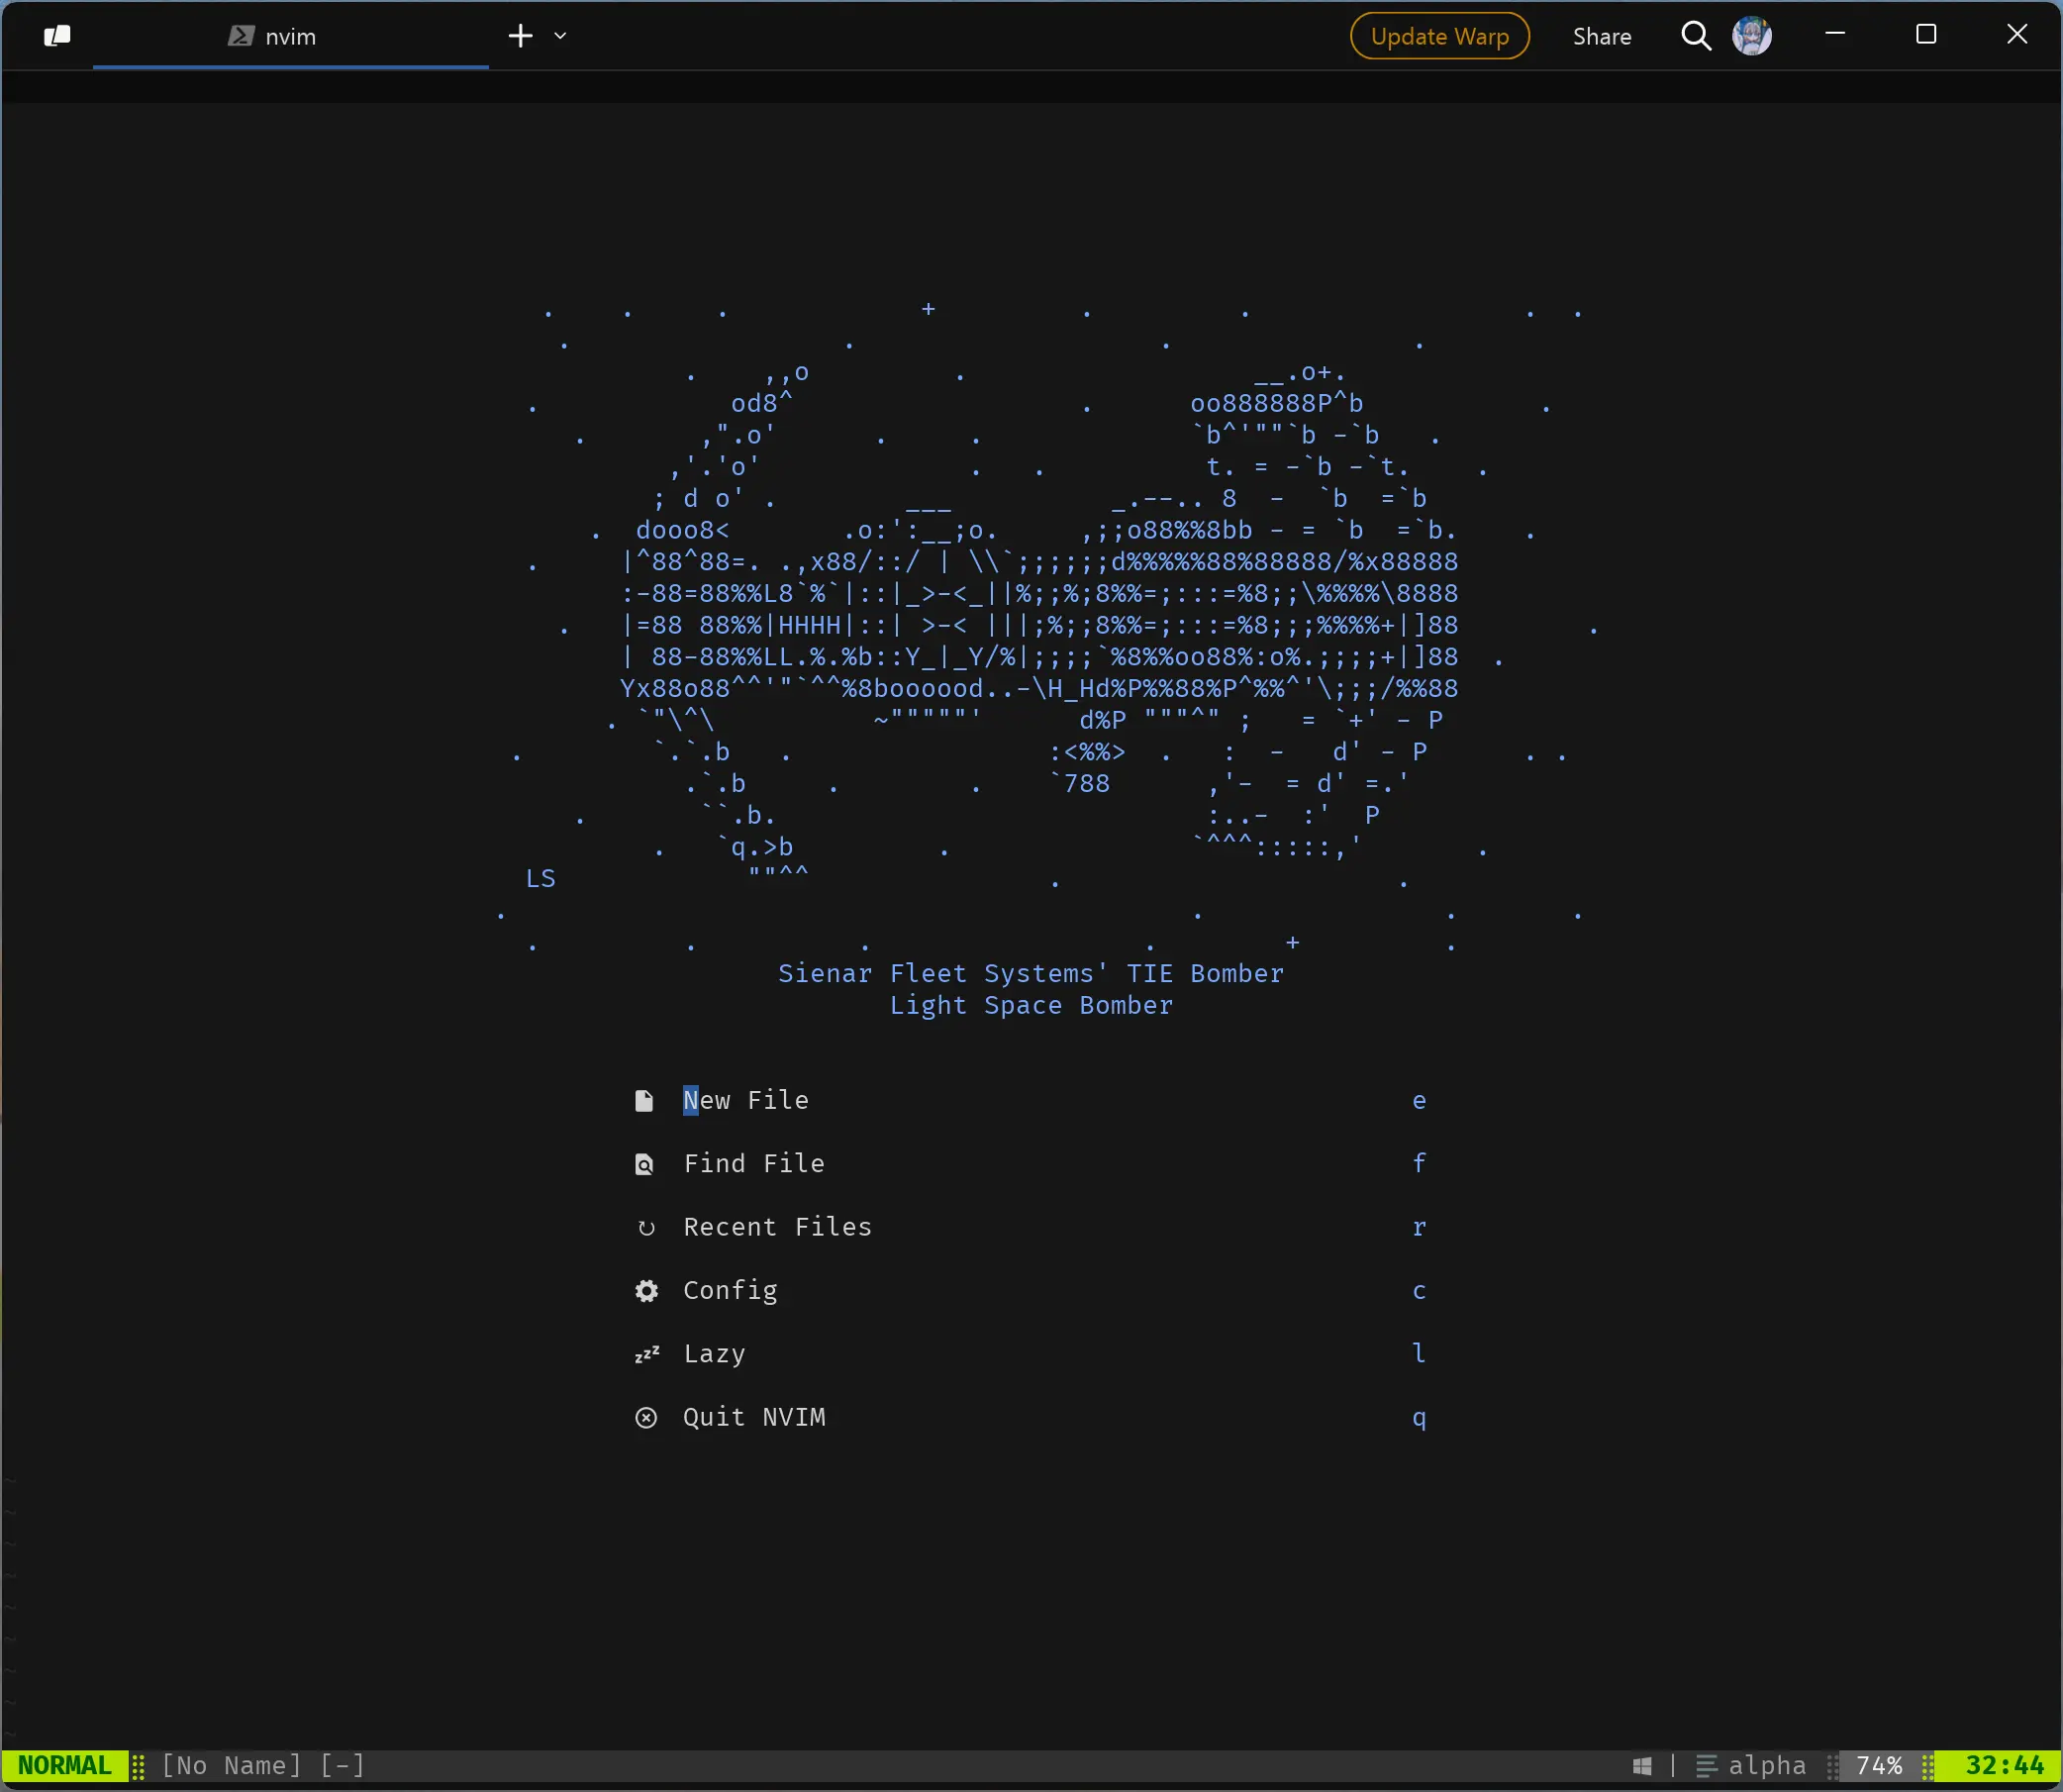 nvim
Update Warp
Share
. . . + . . . .
. . . .
. ,,o . __.o+.
. od8^ . oo888888P^b .
. ,".o' . . `b^'""`b -`b .
,'.'o' . . t. = -`b -`t. .
; d o' . ___ _.--.. 8 - `b =`b
. dooo8< .o:':__;o. ,;;o88%%8bb - = `b =`b. .
. |^88^88=. .,x88/::/ | \\`;;;;;;d%%%%%88%88888/%x88888
:-88=88%%L8`%`|::|_>-<_||%;;%;8%%=;:::=%8;;\%%%%\8888
. |=88 88%%|HHHH|::| >-< |||;%;;8%%=;:::=%8;;;%%%%+|]88 .
| 88-88%%LL.%.%b::Y_|_Y/%|;;;;`%8%%oo88%:o%.;;;;+|]88 .
Yx88o88^^'"`^^%8boooood..-\H_Hd%P%%88%P^%%^'\;;;/%%88
. `"\^\ ~"""""' d%P """^" ; = `+' - P
. `.`.b . :<%%> . : - d' - P . .
.`.b . . `788 ,'- = d' =.'
. ``.b. :..- :' P
. `q.>b . `^^^:::::,' .
LS ""^^ . .
. . . .
. . . . + .
Sienar Fleet Systems' TIE Bomber
Light Space Bomber
New File e
Find File f
Recent Files r
Config c
zzz Lazy l
Quit NVIM q
~
~
~
~
~
~
~
~
~
NORMAL [No Name] [-] | alpha 74% 32:44